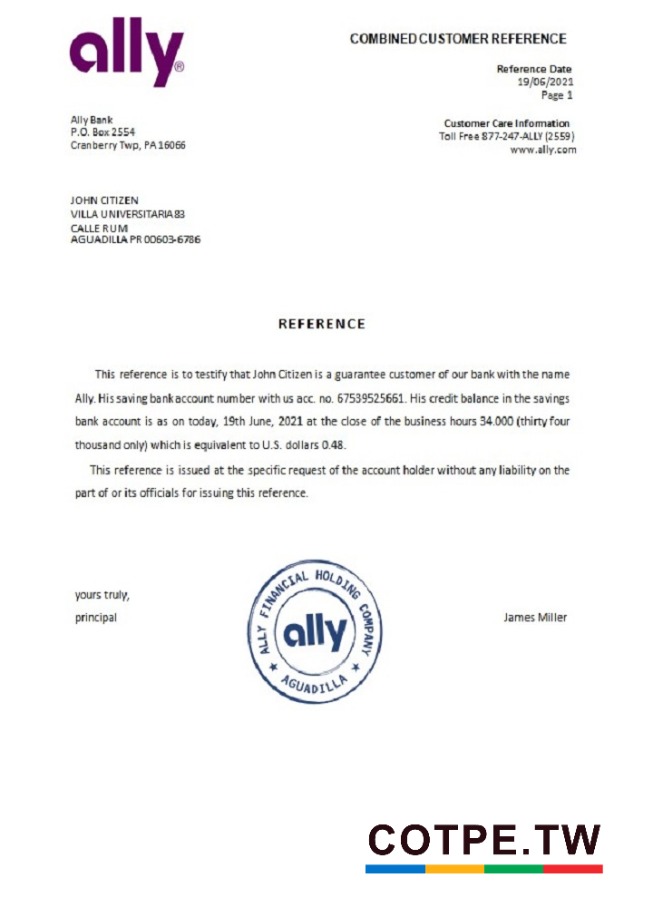 ally®
COMBINED CUSTOMER REFERENCE
Reference Date
19/06/2021
Page 1
Ally Bank
P.O. Box 2554
Cranberry Twp, PA 16066
Customer Care Information
Toll Free 877-247-ALLY (2559)
www.ally.com
JOHN CITIZEN
VILLA UNIVERSITARIA 83
CALLE RUM
AGUADILLA PR 00603-6786
REFERENCE
This reference is to testify that John Citizen is a guarantee customer of our bank with the name
Ally. His saving bank account number with us acc. no. 67539525661. His credit balance in the savings
bank account is as on today, 19th June, 2021 at the close of the business hours 34.000 (thirty four
thousand only) which is equivalent to U.S. dollars 0.48.
This reference is issued at the specific request of the account holder without any liability on the
part of or its officials for issuing this reference.
yours truly,
principal
ALLY FINANCIAL HOLDING COMPANY
ally
★ AGUADILLA ★
James Miller
COTPE.TW